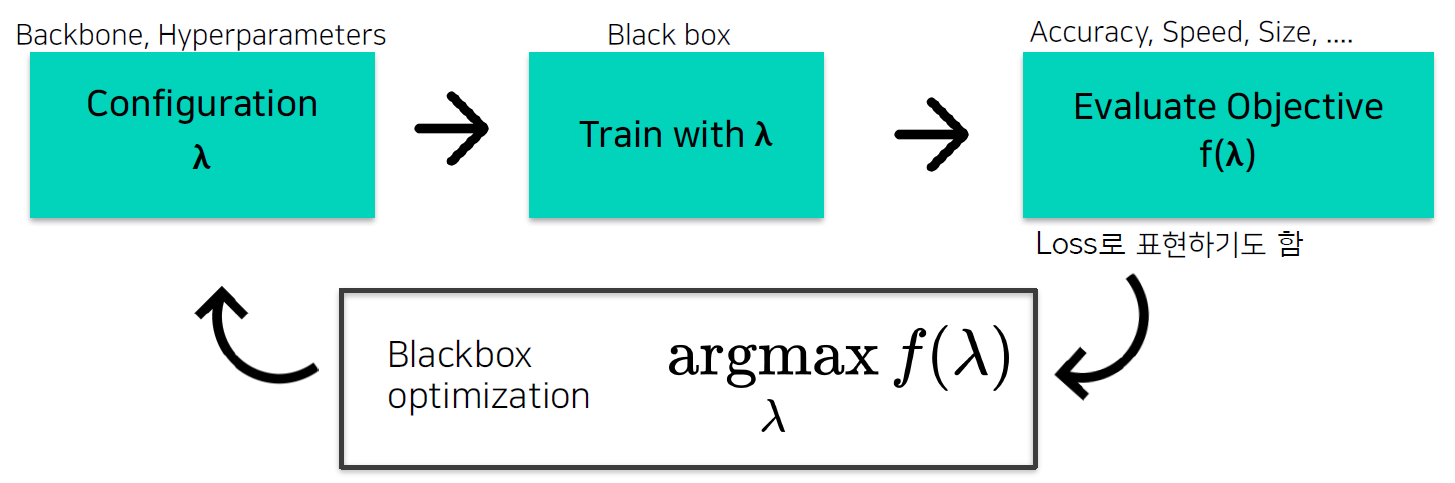 Backbone, Hyperparameters
Configuration
λ
Black box
Train with λ
Accuracy, Speed, Size, ....
Evaluate Objective
f(λ)
Loss로 표현하기도 함
Blackbox
optimization
argmax f(λ)
λ